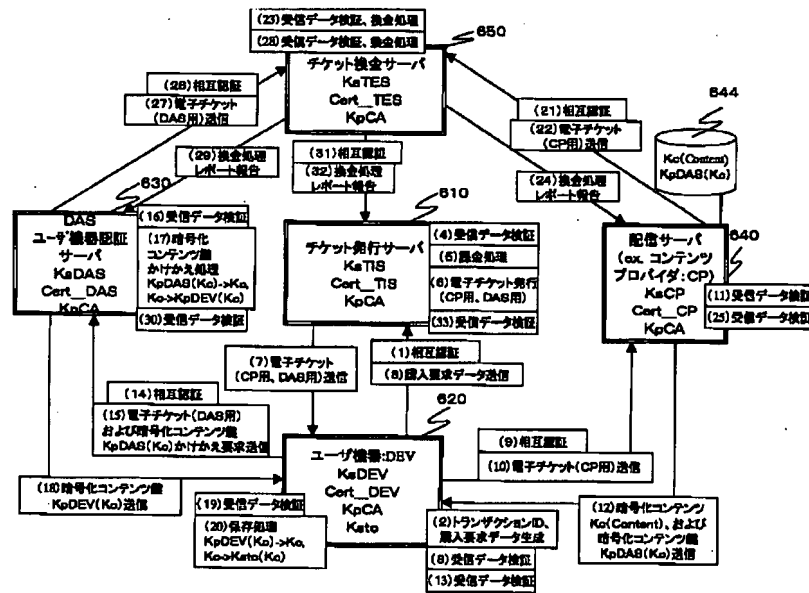 (23)受信データ検証、換金処理
(28)受信データ検証、換金処理
650
チケット換金サーバ
KsTES
Cert__TES
KpCA
(26)相互認証
(27)電子チケット
(DAS用)送信
(21)相互認証
(22)電子チケット
(CP用)送信
644
Kc(Content)
KpDAS(Kc)
(29)換金処理
レポート報告
(31)相互認証
(32)換金処理
レポート報告
(24)換金処理
レポート報告
630
DAS
ユーザ機器認証
サーバ
KsDAS
Cert__DAS
KpCA
(16)受信データ検証
(17)暗号化
コンテンツ鍵
かけかえ処理
KpDAS(Kc)->Kc,
Kc->KpDEV(Kc)
(30)受信データ検証
610
チケット発行サーバ
KsTIS
Cert__TIS
KpCA
(4)受信データ検証
(5)課金処理
(6)電子チケット発行
(CP用、DAS用)
(33)受信データ検証
640
配信サーバ
(ex. コンテンツ
プロバイダ:CP)
KsCP
Cert__CP
KpCA
(11)受信データ検証
(25)受信データ検証
(7)電子チケット
(CP用、DAS用)送信
(1)相互認証
(3)購入要求データ送信
(14)相互認証
(15)電子チケット(DAS用)
および暗号化コンテンツ鍵
KpDAS(Kc)かけかえ要求送信
620
ユーザ機器:DEV
KsDEV
Cert__DEV
KpCA
Ksto
(9)相互認証
(10)電子チケット(CP用)送信
(18)暗号化コンテンツ鍵
KpDEV(Kc)送信
(19)受信データ検証
(20)保存処理
KpDEV(Kc)->Kc,
Kc->Ksto(Kc)
(2)トランザクションID、
購入要求データ生成
(8)受信データ検証
(13)受信データ検証
(12)暗号化コンテンツ
Kc(Content)、および
暗号化コンテンツ鍵
KpDAS(Kc)送信